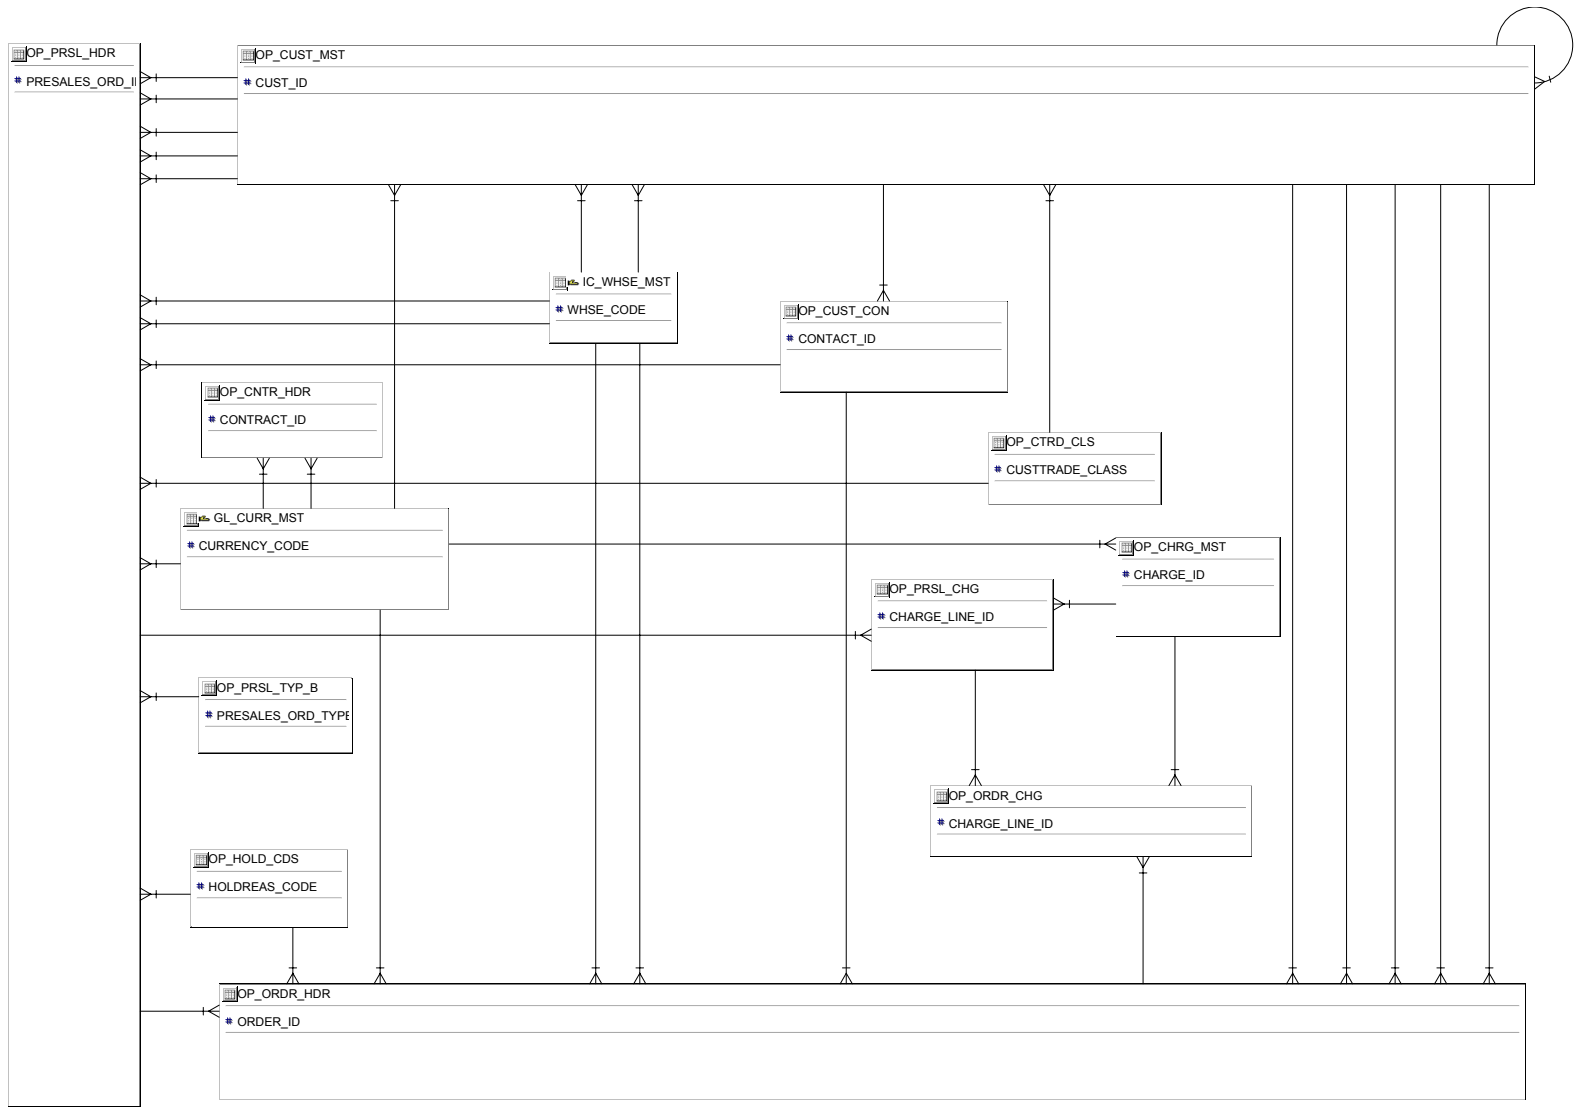 OP_PRSL_HDR
# PRESALES_ORD_I
OP_CUST_MST
# CUST_ID
IC_WHSE_MST
# WHSE_CODE
OP_CUST_CON
# CONTACT_ID
OP_CNTR_HDR
# CONTRACT_ID
OP_CTRD_CLS
# CUSTTRADE_CLASS
GL_CURR_MST
# CURRENCY_CODE
OP_CHRG_MST
# CHARGE_ID
OP_PRSL_CHG
# CHARGE_LINE_ID
OP_PRSL_TYP_B
# PRESALES_ORD_TYPE
OP_ORDR_CHG
# CHARGE_LINE_ID
OP_HOLD_CDS
# HOLDREAS_CODE
OP_ORDR_HDR
# ORDER_ID